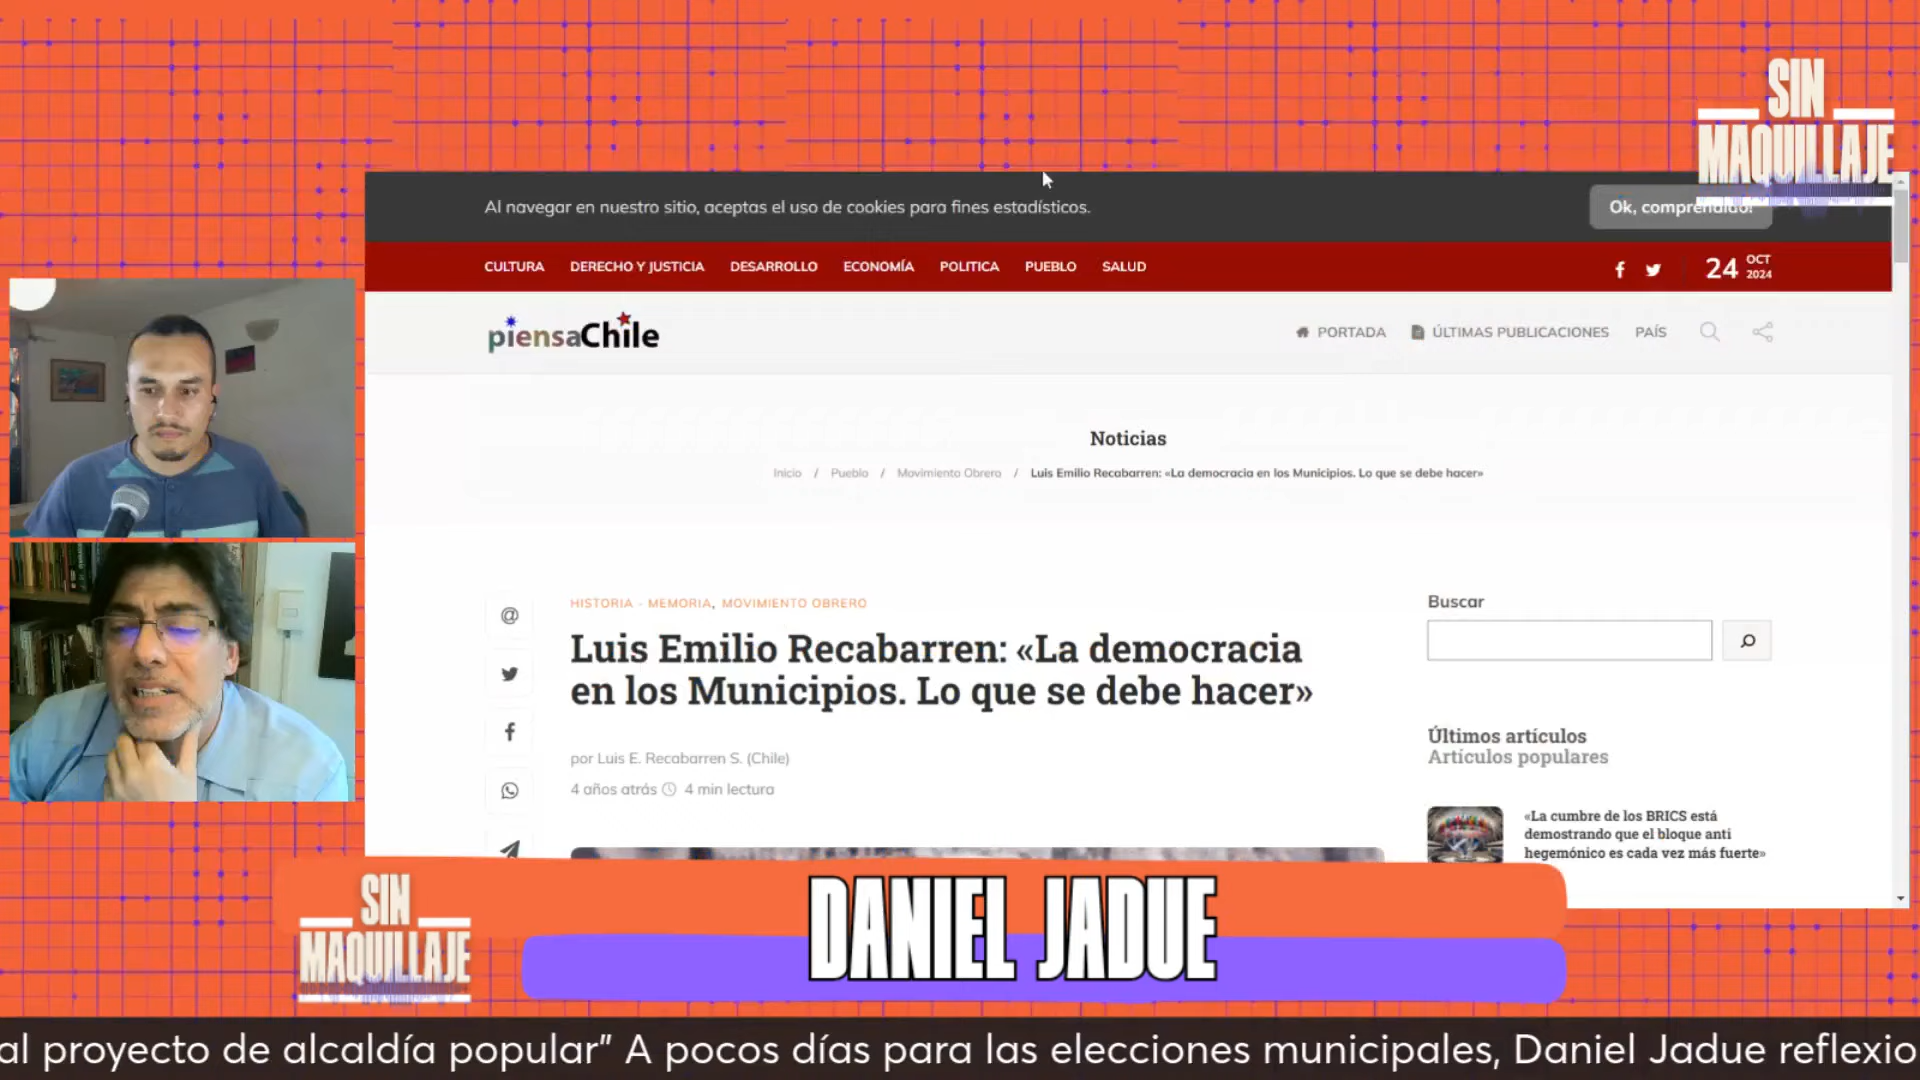 SIN
MAQUILLAJE
Al navegar en nuestro sitio, aceptas el uso de cookies para fines estadísticos.
Ok, comprendido!
CULTURA DERECHO Y JUSTICIA DESARROLLO ECONOMÍA POLITICA PUEBLO SALUD
24 OCT 2024
piensaChile
PORTADA ÚLTIMAS PUBLICACIONES PAÍS
Noticias
Inicio / Pueblo / Movimiento Obrero / Luis Emilio Recabarren: «La democracia en los Municipios. Lo que se debe hacer»
HISTORIA - MEMORIA, MOVIMIENTO OBRERO
Luis Emilio Recabarren: «La democracia
en los Municipios. Lo que se debe hacer»
por Luis E. Recabarren S. (Chile)
4 años atrás 4 min lectura
Buscar
Últimos artículos
Artículos populares
«La cumbre de los BRICS está
demostrando que el bloque anti
hegemónico es cada vez más fuerte»
SIN
MAQUILLAJE
DANIEL JADUE
al proyecto de alcaldía popular” A pocos días para las elecciones municipales, Daniel Jadue reflexio